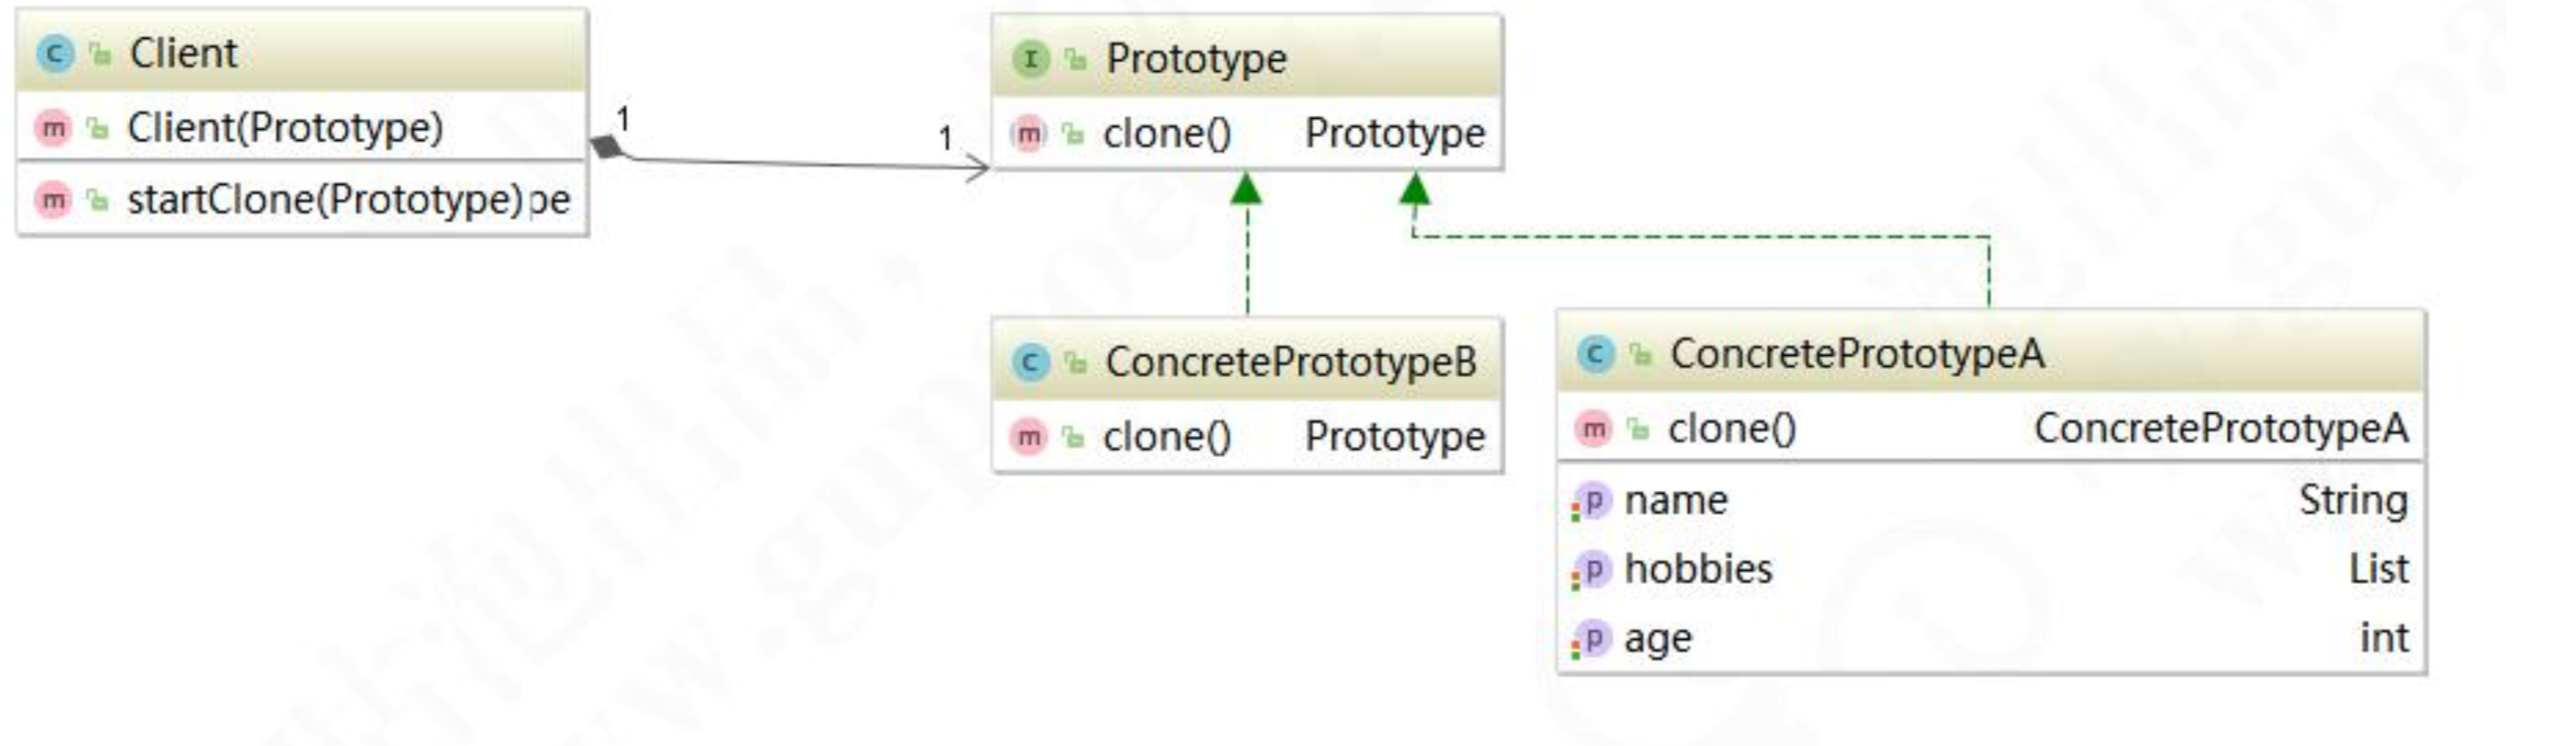 Client
Client(Prototype)
startClone(Prototype) pe
1
1
Prototype
clone() Prototype
ConcretePrototypeB
clone() Prototype
ConcretePrototypeA
clone() ConcretePrototypeA
name String
hobbies List
age int